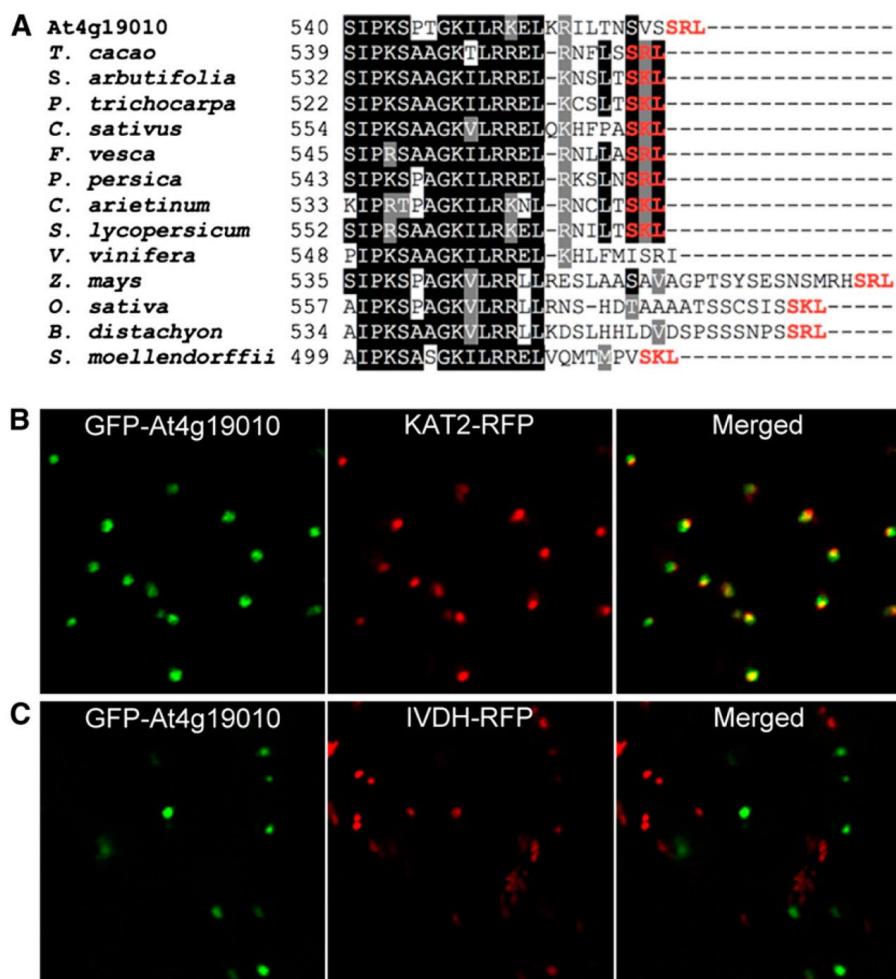 A
At4g19010 540 SIPKSPTGKILRKELKRILTNSVSSRL---------------
T. cacao 539 SIPKSAAGKTLRREL-RNFLSSRL------------------
S. arbutifolia 532 SIPKSAAGKILRREL-KNSLTSKL------------------
P. trichocarpa 522 SIPKSAAGKILRREL-KCSLTSKL------------------
C. sativus 554 SIPKSAAGKVLRRELQKHFPASKL------------------
F. vesca 545 SIPRSAAGKILRREL-RNLLASRL------------------
P. persica 543 SIPKSPAGKILRREL-RKSLNSRL------------------
C. arietinum 533 KIPRTPAGKILRKNL-RNCLTSKL------------------
S. lycopersicum 552 SIPRSAAGKILRKEL-RNILTSKL------------------
V. vinifera 548 PIPKSAAGKILRREL-KHLFMISRI-----------------
Z. mays 535 SIPKSPAGKVLRRLLRESLAASAVAGPTSYSESNSMRHSRL--
O. sativa 557 AIPKSPAGKVLRRLLRNS-HDTAAAATSSCSISSKL-------
B. distachyon 534 AIPKSAAGKVLRRLLKDSLHHLDVDSPSSSNPSSRL-------
S. moellendorffii 499 AIPKSASGKILRRELVQMTMPVSKL-----------------
B
GFP-At4g19010 KAT2-RFP Merged
C
GFP-At4g19010 IVDH-RFP Merged